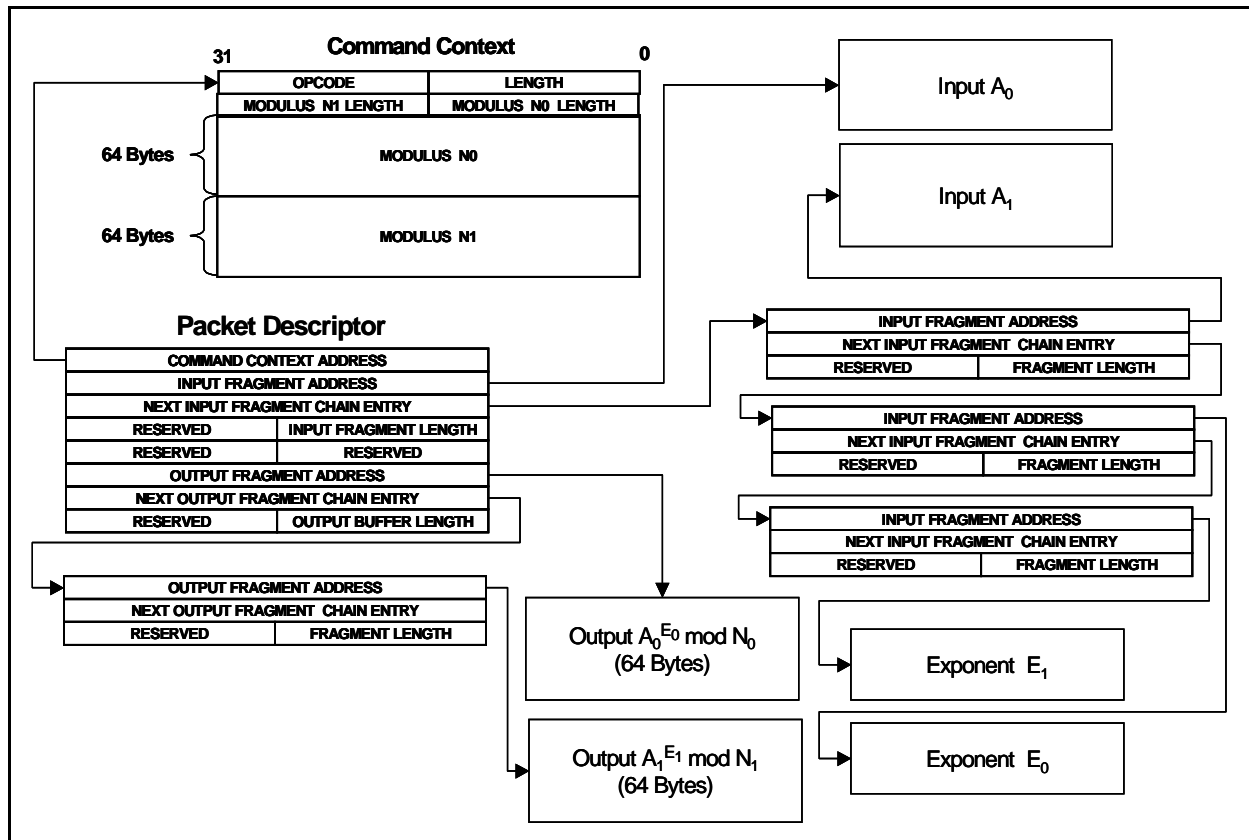 Command Context
31
0
OPCODE LENGTH
MODULUS N1 LENGTH MODULUS N0 LENGTH
64 Bytes
MODULUS N0
64 Bytes
MODULUS N1
Packet Descriptor
COMMAND CONTEXT ADDRESS
INPUT FRAGMENT ADDRESS
NEXT INPUT FRAGMENT CHAIN ENTRY
RESERVED INPUT FRAGMENT LENGTH
RESERVED RESERVED
OUTPUT FRAGMENT ADDRESS
NEXT OUTPUT FRAGMENT CHAIN ENTRY
RESERVED OUTPUT BUFFER LENGTH
OUTPUT FRAGMENT ADDRESS
NEXT OUTPUT FRAGMENT CHAIN ENTRY
RESERVED FRAGMENT LENGTH
Input A₀
Input A₁
INPUT FRAGMENT ADDRESS
NEXT INPUT FRAGMENT CHAIN ENTRY
RESERVED FRAGMENT LENGTH
INPUT FRAGMENT ADDRESS
NEXT INPUT FRAGMENT CHAIN ENTRY
RESERVED FRAGMENT LENGTH
INPUT FRAGMENT ADDRESS
NEXT INPUT FRAGMENT CHAIN ENTRY
RESERVED FRAGMENT LENGTH
Output A₀^E₀ mod N₀
(64 Bytes)
Output A₁^E₁ mod N₁
(64 Bytes)
Exponent E₁
Exponent E₀